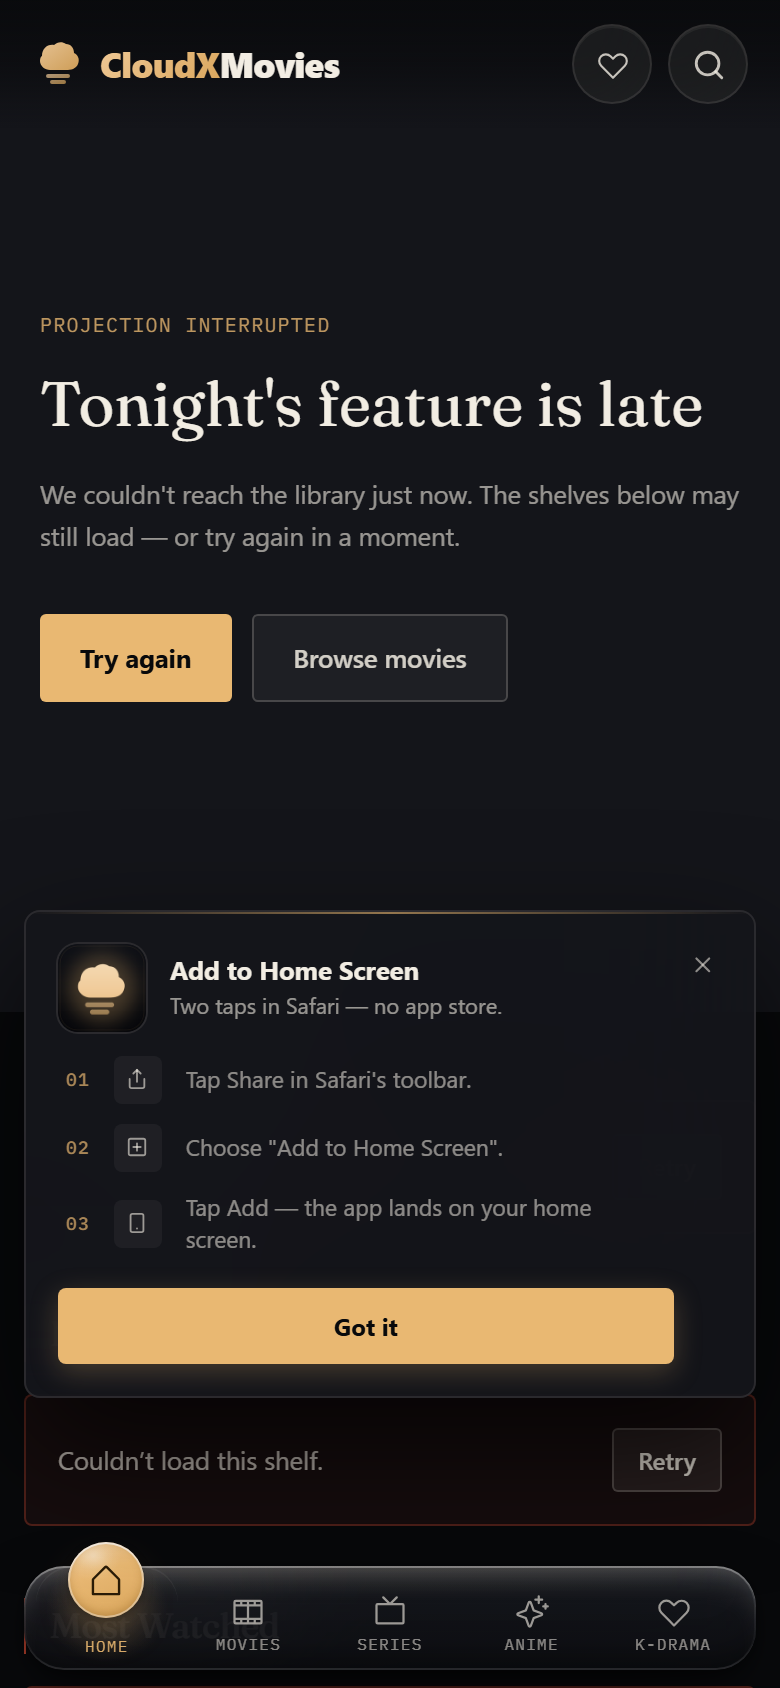 CloudXMovies
PROJECTION INTERRUPTED
Tonight's feature is late
We couldn't reach the library just now. The shelves below may
still load — or try again in a moment.
Try again
Browse movies
Add to Home Screen
Two taps in Safari — no app store.
01 Tap Share in Safari's toolbar.
02 Choose "Add to Home Screen".
03 Tap Add — the app lands on your home
screen.
Got it
Couldn’t load this shelf.
Retry
Most Watched
HOME
MOVIES
SERIES
ANIME
K-DRAMA